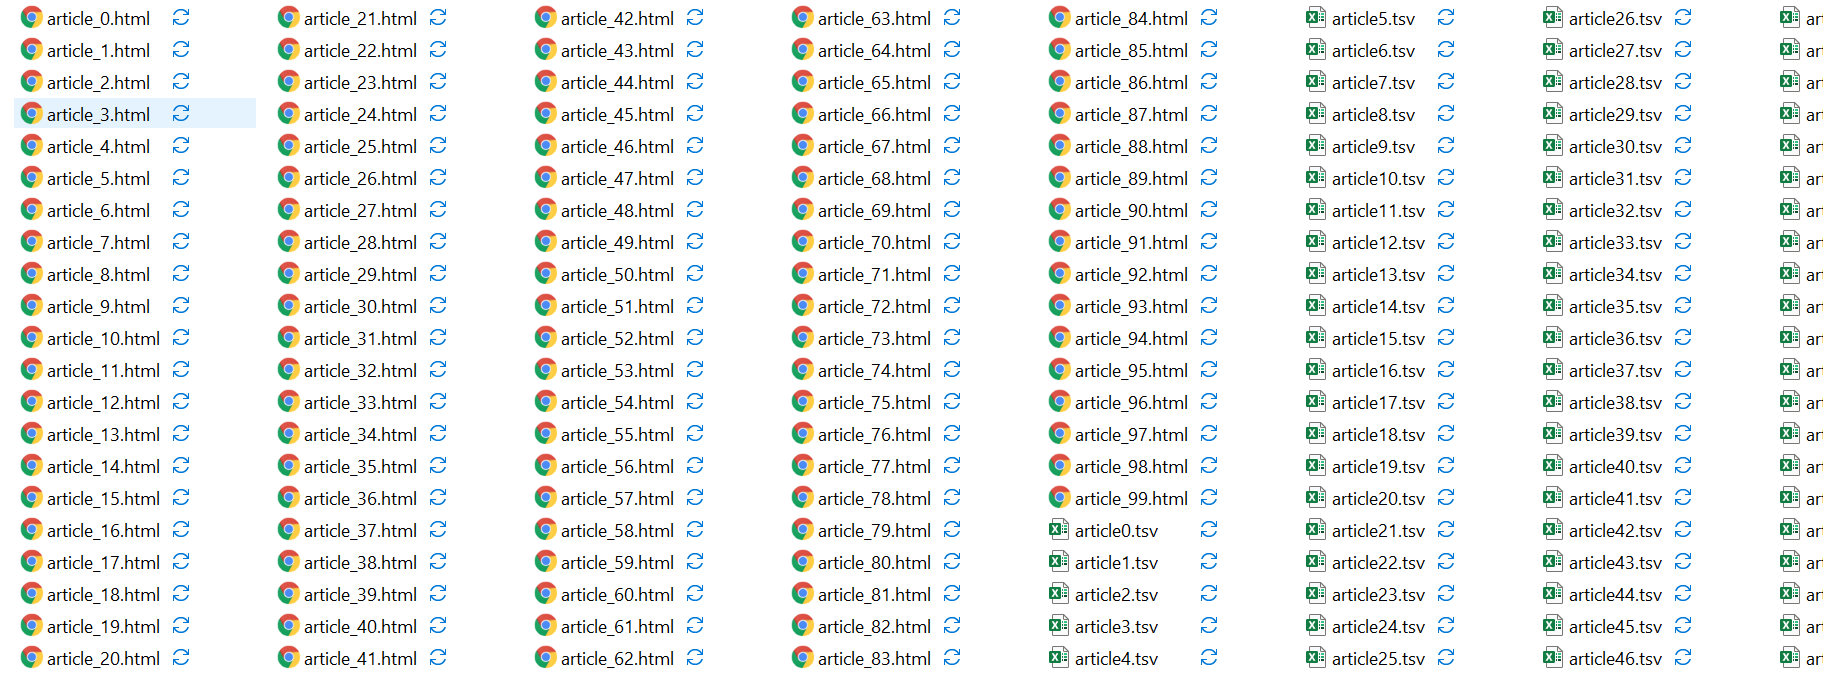 article_0.html
article_1.html
article_2.html
article_3.html
article_4.html
article_5.html
article_6.html
article_7.html
article_8.html
article_9.html
article_10.html
article_11.html
article_12.html
article_13.html
article_14.html
article_15.html
article_16.html
article_17.html
article_18.html
article_19.html
article_20.html
article_21.html
article_22.html
article_23.html
article_24.html
article_25.html
article_26.html
article_27.html
article_28.html
article_29.html
article_30.html
article_31.html
article_32.html
article_33.html
article_34.html
article_35.html
article_36.html
article_37.html
article_38.html
article_39.html
article_40.html
article_41.html
article_42.html
article_43.html
article_44.html
article_45.html
article_46.html
article_47.html
article_48.html
article_49.html
article_50.html
article_51.html
article_52.html
article_53.html
article_54.html
article_55.html
article_56.html
article_57.html
article_58.html
article_59.html
article_60.html
article_61.html
article_62.html
article_63.html
article_64.html
article_65.html
article_66.html
article_67.html
article_68.html
article_69.html
article_70.html
article_71.html
article_72.html
article_73.html
article_74.html
article_75.html
article_76.html
article_77.html
article_78.html
article_79.html
article_80.html
article_81.html
article_82.html
article_83.html
article_84.html
article_85.html
article_86.html
article_87.html
article_88.html
article_89.html
article_90.html
article_91.html
article_92.html
article_93.html
article_94.html
article_95.html
article_96.html
article_97.html
article_98.html
article_99.html
article0.tsv
article1.tsv
article2.tsv
article3.tsv
article4.tsv
article5.tsv
article6.tsv
article7.tsv
article8.tsv
article9.tsv
article10.tsv
article11.tsv
article12.tsv
article13.tsv
article14.tsv
article15.tsv
article16.tsv
article17.tsv
article18.tsv
article19.tsv
article20.tsv
article21.tsv
article22.tsv
article23.tsv
article24.tsv
article25.tsv
article26.tsv
article27.tsv
article28.tsv
article29.tsv
article30.tsv
article31.tsv
article32.tsv
article33.tsv
article34.tsv
article35.tsv
article36.tsv
article37.tsv
article38.tsv
article39.tsv
article40.tsv
article41.tsv
article42.tsv
article43.tsv
article44.tsv
article45.tsv
article46.tsv